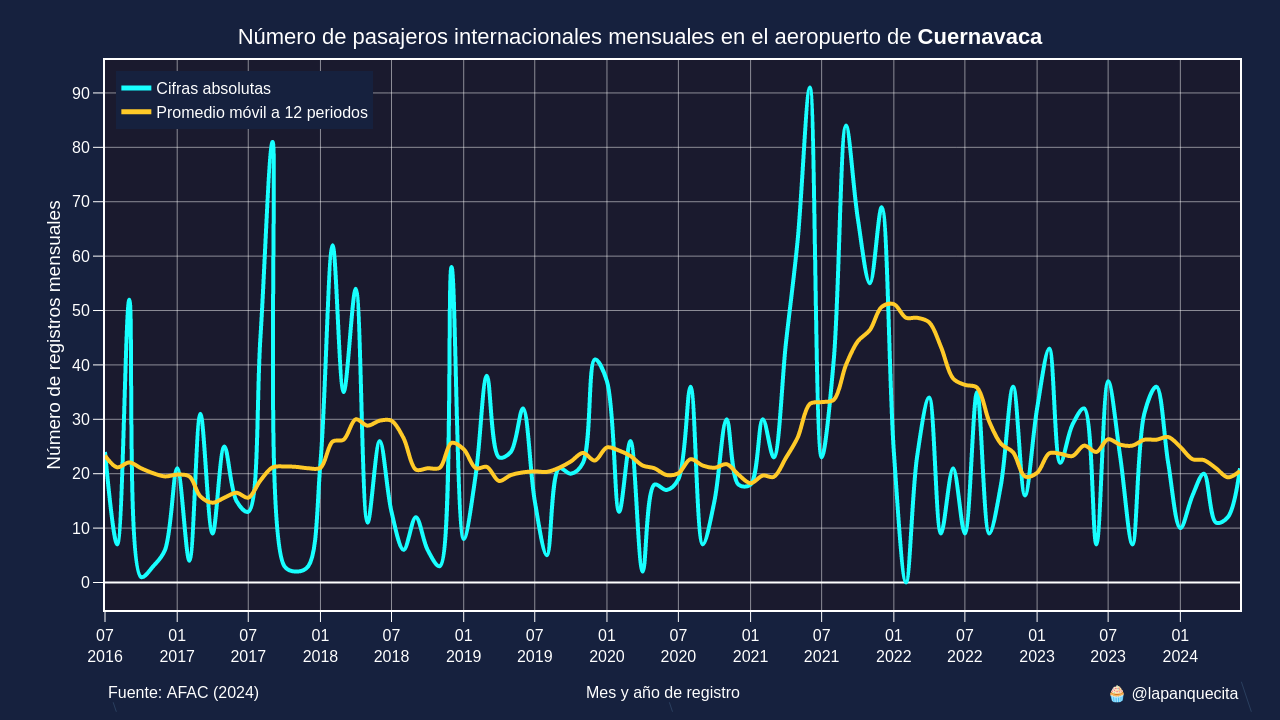 Número de pasajeros internacionales mensuales en el aeropuerto de Cuernavaca
Cifras absolutas
Promedio móvil a 12 periodos
Número de registros mensuales
90
80
70
60
50
40
30
20
10
0
07 01 07 01 07 01 07 01 07 01 07 01 07 01 07 01
2016 2017 2017 2018 2018 2019 2019 2020 2020 2021 2021 2022 2022 2023 2023 2024
Fuente: AFAC (2024) Mes y año de registro 🧁 @lapanquecita